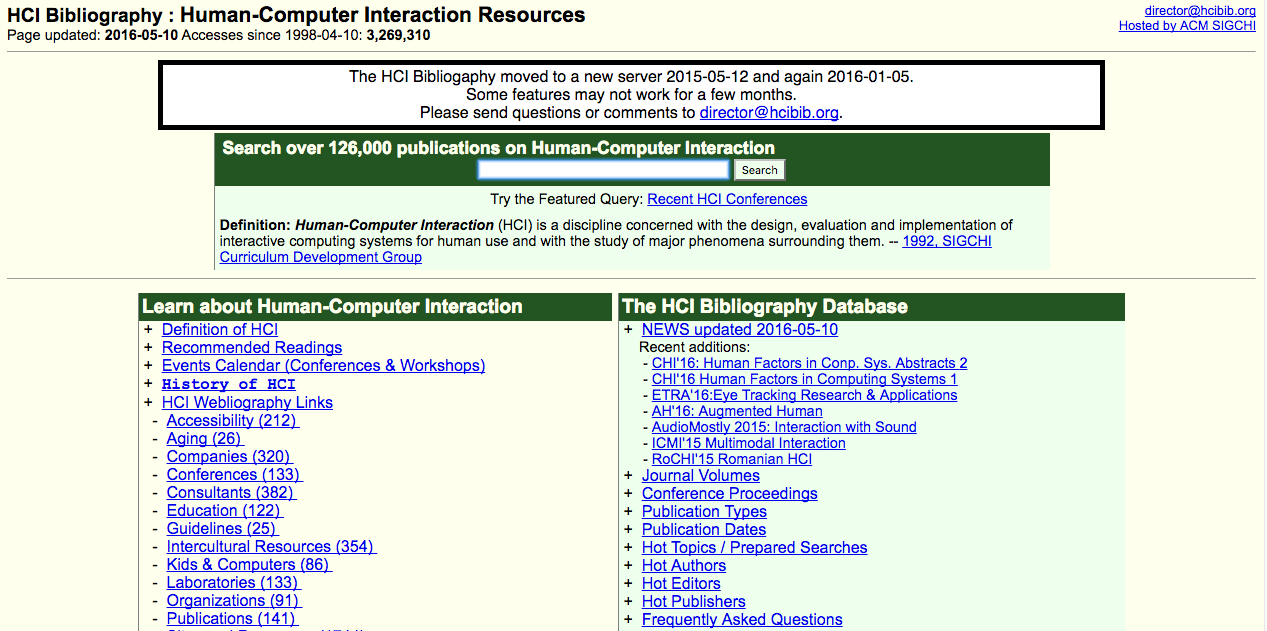 HCI Bibliography : Human-Computer Interaction Resources
director@hcibib.org
Page updated: 2016-05-10 Accesses since 1998-04-10: 3,269,310
Hosted by ACM SIGCHI
The HCI Bibliogaphy moved to a new server 2015-05-12 and again 2016-01-05.
Some features may not work for a few months.
Please send questions or comments to director@hcibib.org.
Search over 126,000 publications on Human-Computer Interaction
Search
Try the Featured Query: Recent HCI Conferences
Definition: Human-Computer Interaction (HCI) is a discipline concerned with the design, evaluation and implementation of
interactive computing systems for human use and with the study of major phenomena surrounding them. -- 1992, SIGCHI
Curriculum Development Group
Learn about Human-Computer Interaction
+ Definition of HCI
+ Recommended Readings
+ Events Calendar (Conferences & Workshops)
+ History of HCI
+ HCI Webliography Links
- Accessibility (212)
- Aging (26)
- Companies (320)
- Conferences (133)
- Consultants (382)
- Education (122)
- Guidelines (25)
- Intercultural Resources (354)
- Kids & Computers (86)
- Laboratories (133)
- Organizations (91)
- Publications (141)
The HCI Bibliography Database
+ NEWS updated 2016-05-10
Recent additions:
- CHI'16: Human Factors in Conp. Sys. Abstracts 2
- CHI'16 Human Factors in Computing Systems 1
- ETRA'16:Eye Tracking Research & Applications
- AH'16: Augmented Human
- AudioMostly 2015: Interaction with Sound
- ICMI'15 Multimodal Interaction
- RoCHI'15 Romanian HCI
+ Journal Volumes
+ Conference Proceedings
+ Publication Types
+ Publication Dates
+ Hot Topics / Prepared Searches
+ Hot Authors
+ Hot Editors
+ Hot Publishers
+ Frequently Asked Questions